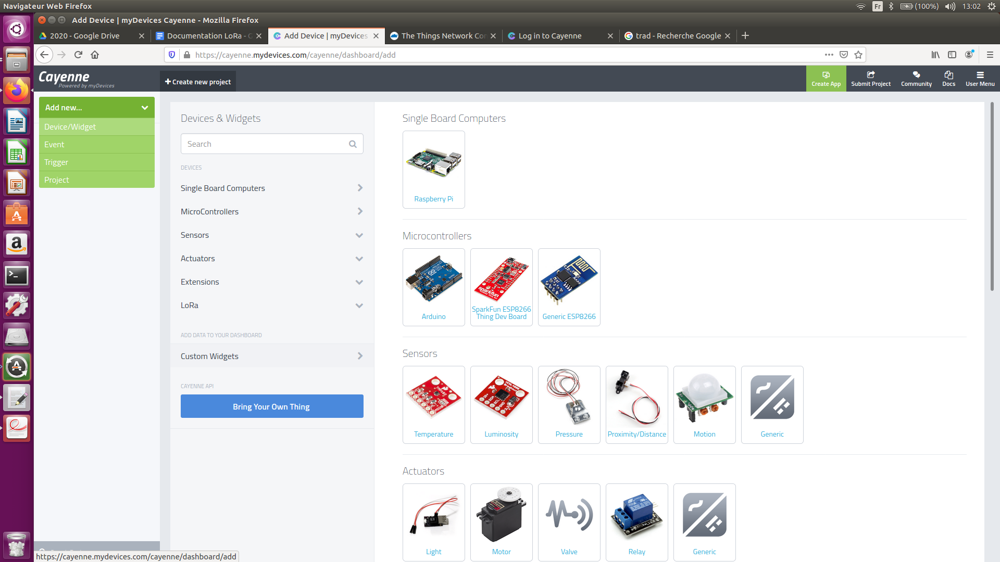 Navigateur Web Firefox
Fr
(100%)
13:02
Add Device | myDevices Cayenne - Mozilla Firefox
2020 - Google Drive
Documentation LoRa - G
Add Device | myDevices
The Things Network Co
Log in to Cayenne
trad - Recherche Google
https://cayenne.mydevices.com/cayenne/dashboard/add
Cayenne
Powered by myDevices
Create new project
Create App
Submit Project
Community
Docs
User Menu
Add new...
Device/Widget
Event
Trigger
Project
Devices & Widgets
Search
DEVICES
Single Board Computers
MicroControllers
Sensors
Actuators
Extensions
LoRa
ADD DATA TO YOUR DASHBOARD
Custom Widgets
CAYENNE API
Bring Your Own Thing
Single Board Computers
Raspberry Pi
Microcontrollers
Arduino
SparkFun ESP8266
Thing Dev Board
Generic ESP8266
Sensors
Temperature
Luminosity
Pressure
Proximity/Distance
Motion
Generic
Actuators
Light
Motor
Valve
Relay
Generic
https://cayenne.mydevices.com/cayenne/dashboard/add